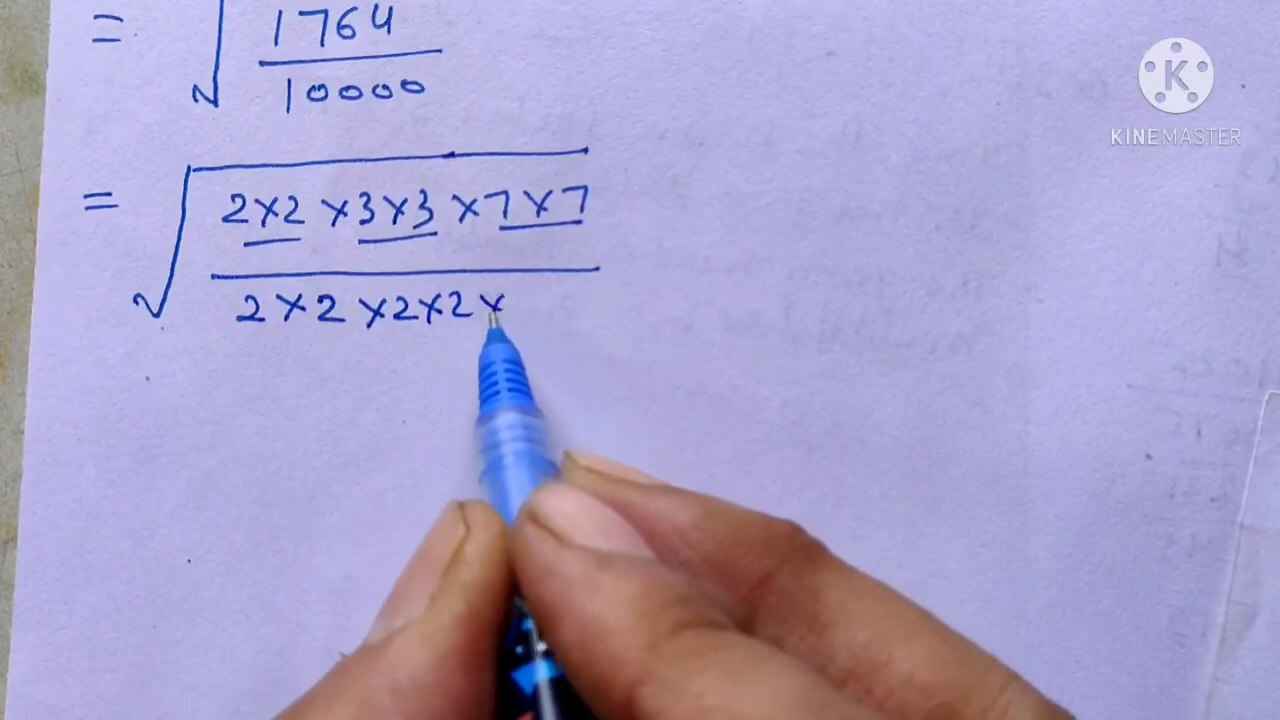 = √ 1764 / 10000
KINEMASTER
= √ 2×2 ×3×3 ×7×7 / 2×2 ×2×2×